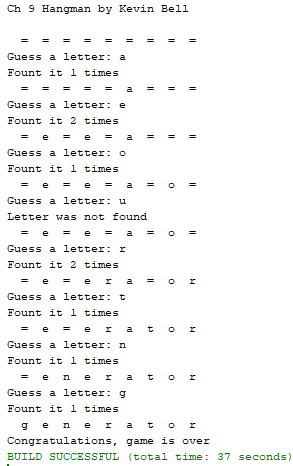 Ch 9 Hangman by Kevin Bell
= = = = = = = = =
Guess a letter: a
Fount it 1 times
= = = = = a = = =
Guess a letter: e
Fount it 2 times
= e = e = a = = =
Guess a letter: o
Fount it 1 times
= e = e = a = o =
Guess a letter: u
Letter was not found
= e = e = a = o =
Guess a letter: r
Fount it 2 times
= e = e r a = o r
Guess a letter: t
Fount it 1 times
= e = e r a t o r
Guess a letter: n
Fount it 1 times
= e n e r a t o r
Guess a letter: g
Fount it 1 times
g e n e r a t o r
Congratulations, game is over
BUILD SUCCESSFUL (total time: 37 seconds)